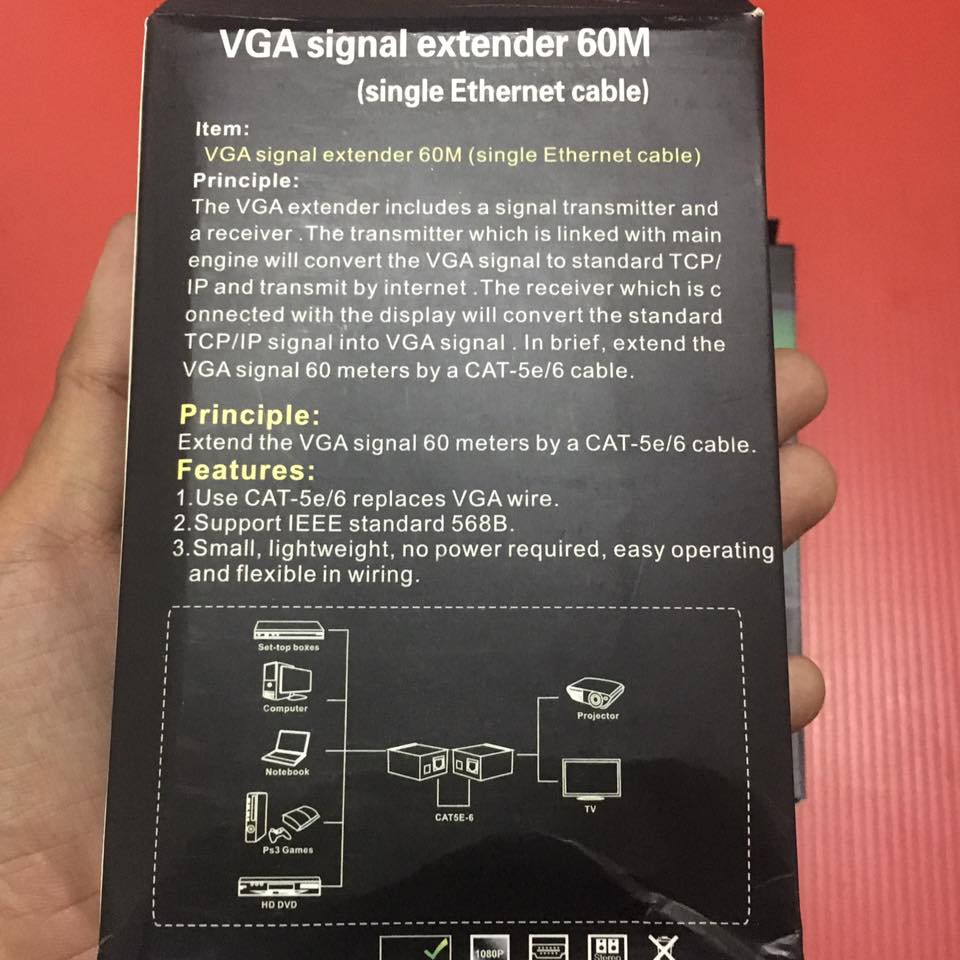 VGA signal extender 60M
(single Ethernet cable)
Item:
VGA signal extender 60M (single Ethernet cable)
Principle:
The VGA extender includes a signal transmitter and
a receiver .The transmitter which is linked with main
engine will convert the VGA signal to standard TCP/
IP and transmit by internet .The receiver which is c
onnected with the display will convert the standard
TCP/IP signal into VGA signal . In brief, extend the
VGA signal 60 meters by a CAT-5e/6 cable.
Principle:
Extend the VGA signal 60 meters by a CAT-5e/6 cable.
Features:
1.Use CAT-5e/6 replaces VGA wire.
2.Support IEEE standard 568B.
3.Small, lightweight, no power required, easy operating
and flexible in wiring.
Set-top boxes
Computer
Notebook
Ps3 Games
HD DVD
CAT5E-6
Projector
TV
1080P
Stereo